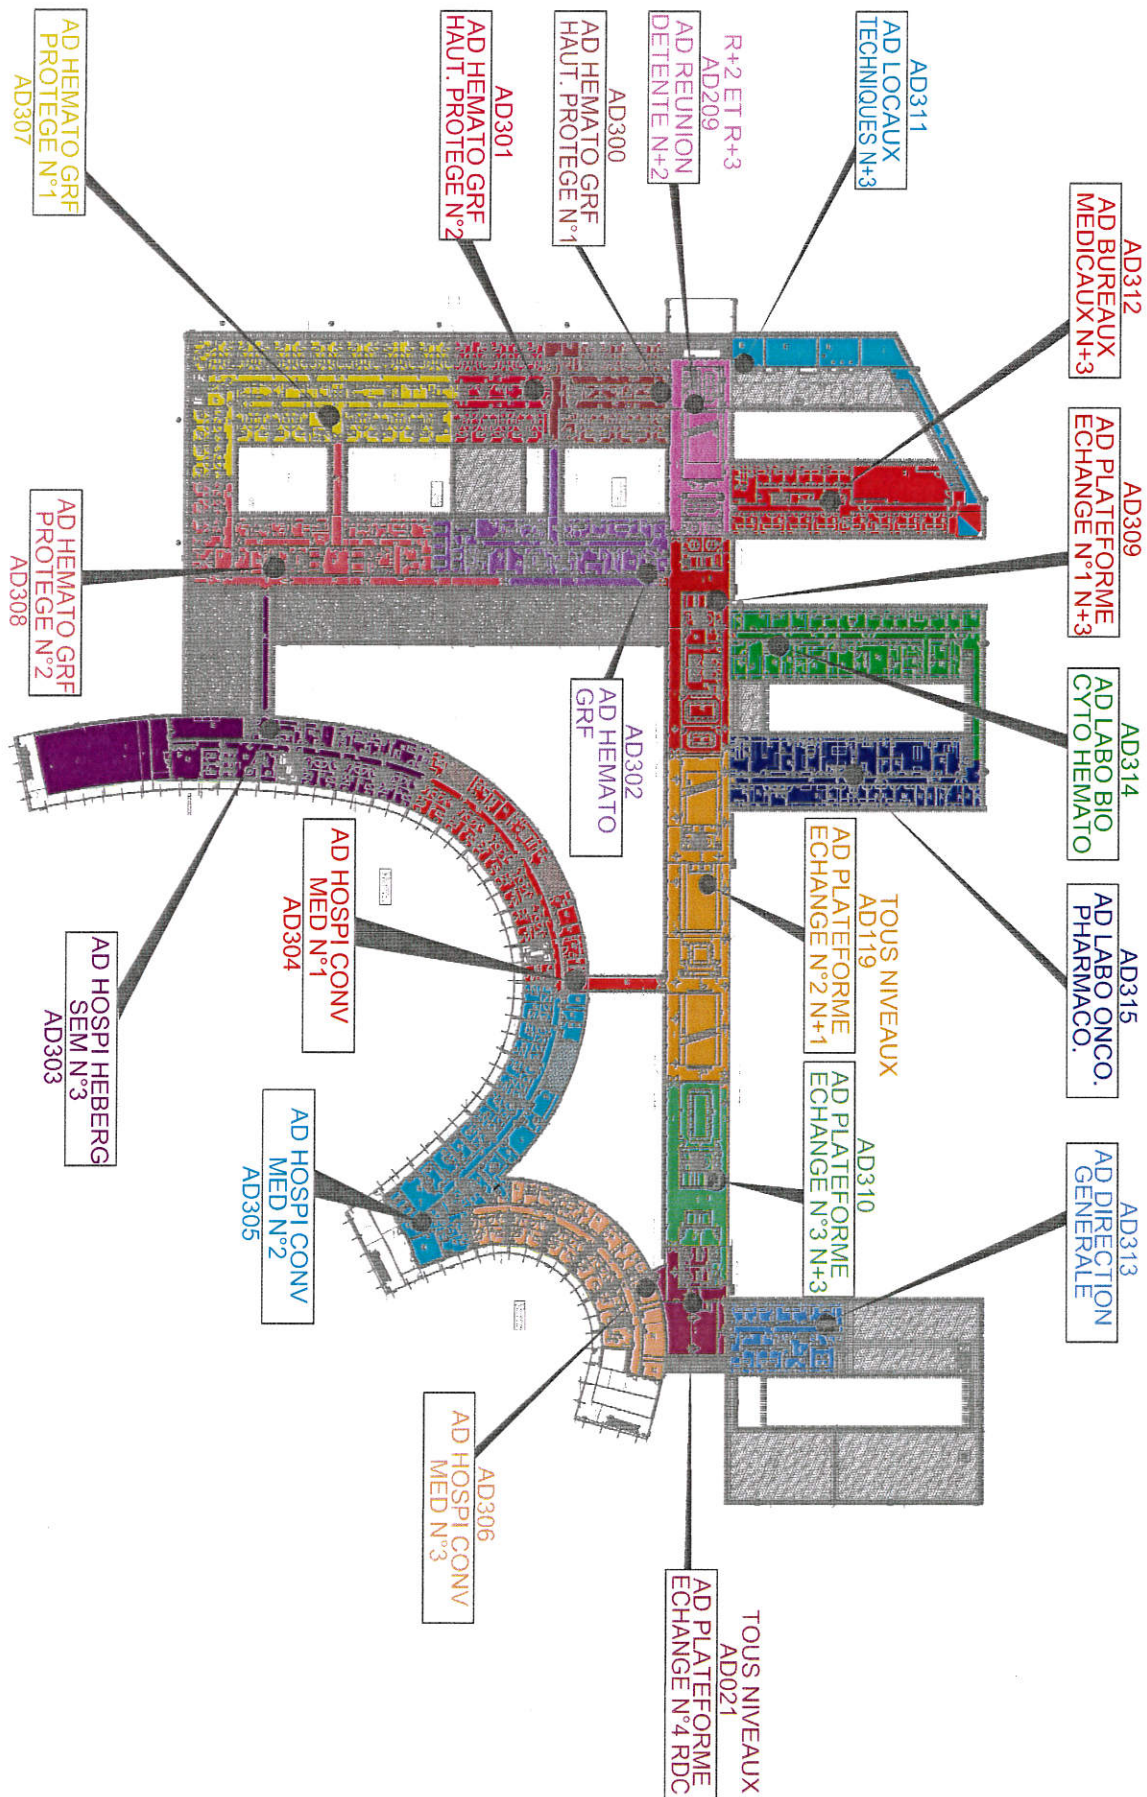 AD311
AD LOCAUX
TECHNIQUES N+3
R+2 ET R+3
AD209
AD REUNION
DETENTE N+2
AD300
AD HEMATO GRF
HAUT. PROTEGE N°1
AD301
AD HEMATO GRF
HAUT. PROTEGE N°2
AD HEMATO GRF
PROTEGE N°1
AD307
AD312
AD BUREAUX
MEDICAUX N+3
AD309
AD PLATEFORME
ECHANGE N°1 N+3
AD314
AD LABO BIO
CYTO HEMATO
AD315
AD LABO ONCO.
PHARMACO.
TOUS NIVEAUX
AD119
AD PLATEFORME
ECHANGE N°2 N+1
AD310
AD PLATEFORME
ECHANGE N°3 N+3
AD313
AD DIRECTION
GENERALE
TOUS NIVEAUX
AD021
AD PLATEFORME
ECHANGE N°4 RDC
AD302
AD HEMATO
GRF
AD HEMATO GRF
PROTEGE N°2
AD308
AD HOSPI HEBERG
SEM N°3
AD303
AD HOSPI CONV
MED N°1
AD304
AD HOSPI CONV
MED N°2
AD305
AD306
AD HOSPI CONV
MED N°3